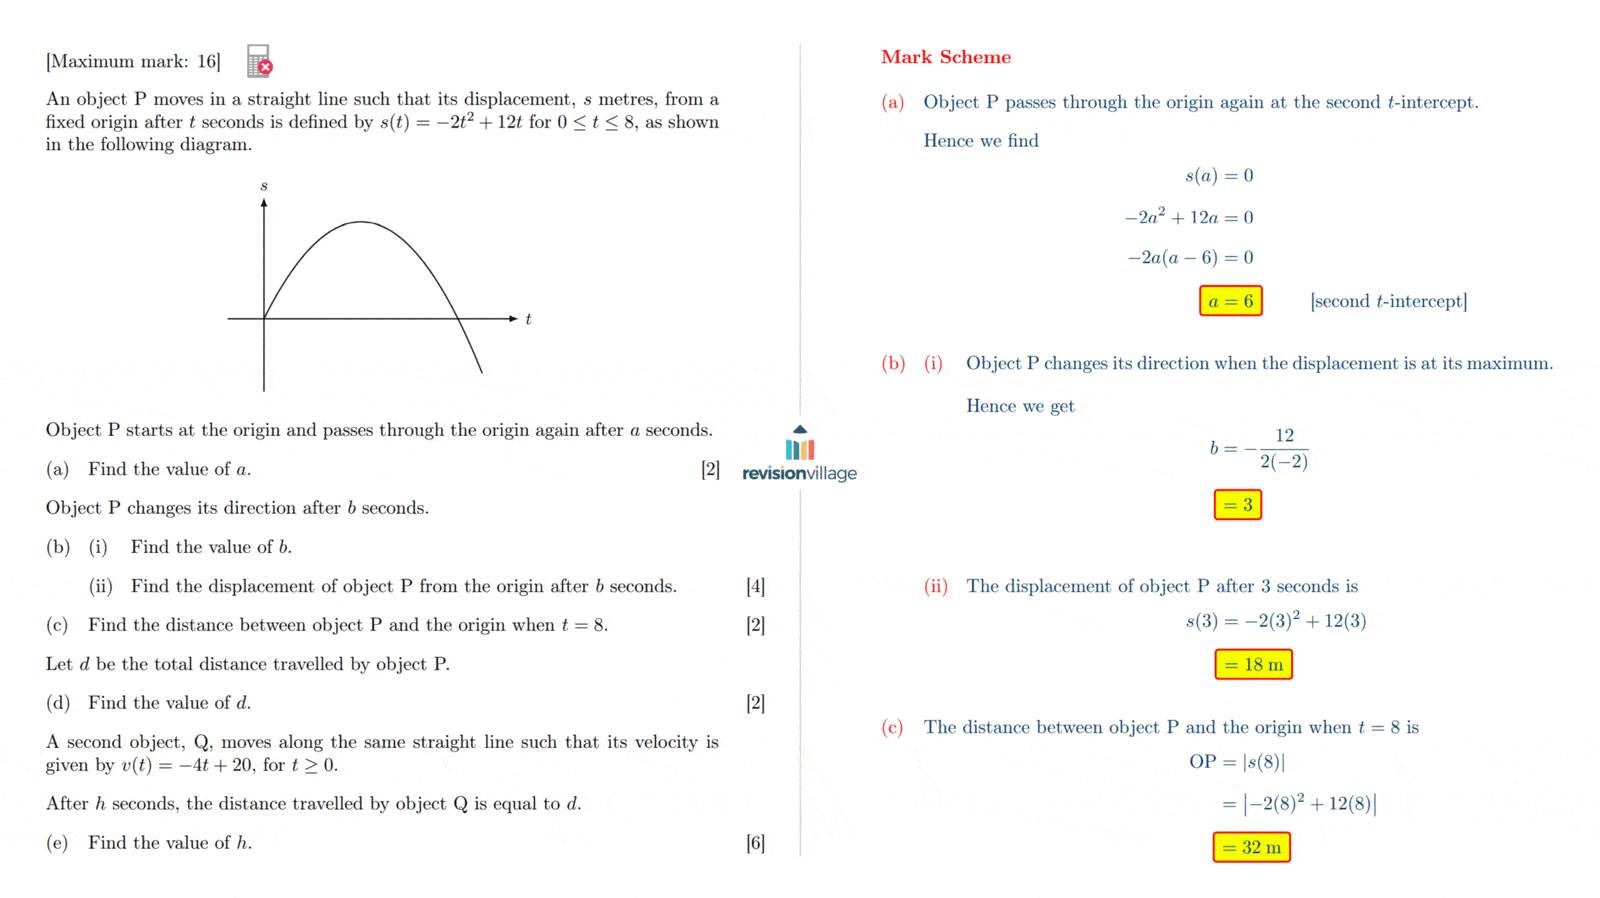 [Maximum mark: 16]
An object P moves in a straight line such that its displacement, s metres, from a
fixed origin after t seconds is defined by s(t) = −2t² + 12t for 0 ≤ t ≤ 8, as shown
in the following diagram.
s
t
Object P starts at the origin and passes through the origin again after a seconds.
(a) Find the value of a. [2]
Object P changes its direction after b seconds.
(b) (i) Find the value of b.
(ii) Find the displacement of object P from the origin after b seconds. [4]
(c) Find the distance between object P and the origin when t = 8. [2]
Let d be the total distance travelled by object P.
(d) Find the value of d. [2]
A second object, Q, moves along the same straight line such that its velocity is
given by v(t) = −4t + 20, for t ≥ 0.
After h seconds, the distance travelled by object Q is equal to d.
(e) Find the value of h. [6]
revisionvillage
Mark Scheme
(a) Object P passes through the origin again at the second t-intercept.
Hence we find
s(a) = 0
−2a² + 12a = 0
−2a(a − 6) = 0
a = 6 [second t-intercept]
(b) (i) Object P changes its direction when the displacement is at its maximum.
Hence we get
b = − 12 / 2(−2)
= 3
(ii) The displacement of object P after 3 seconds is
s(3) = −2(3)² + 12(3)
= 18 m
(c) The distance between object P and the origin when t = 8 is
OP = |s(8)|
= |−2(8)² + 12(8)|
= 32 m